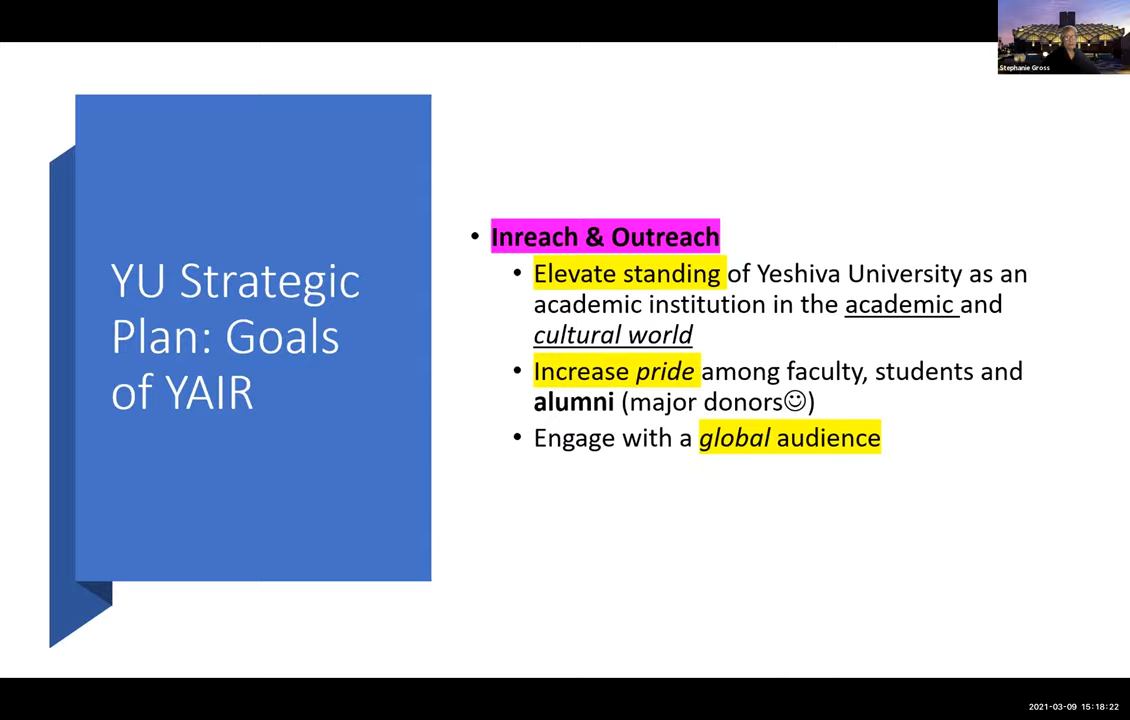 Stephanie Gross
YU Strategic
Plan: Goals
of YAIR
• Inreach & Outreach
• Elevate standing of Yeshiva University as an
academic institution in the academic and
cultural world
• Increase pride among faculty, students and
alumni (major donors☺)
• Engage with a global audience
2021-03-09 15:18:22